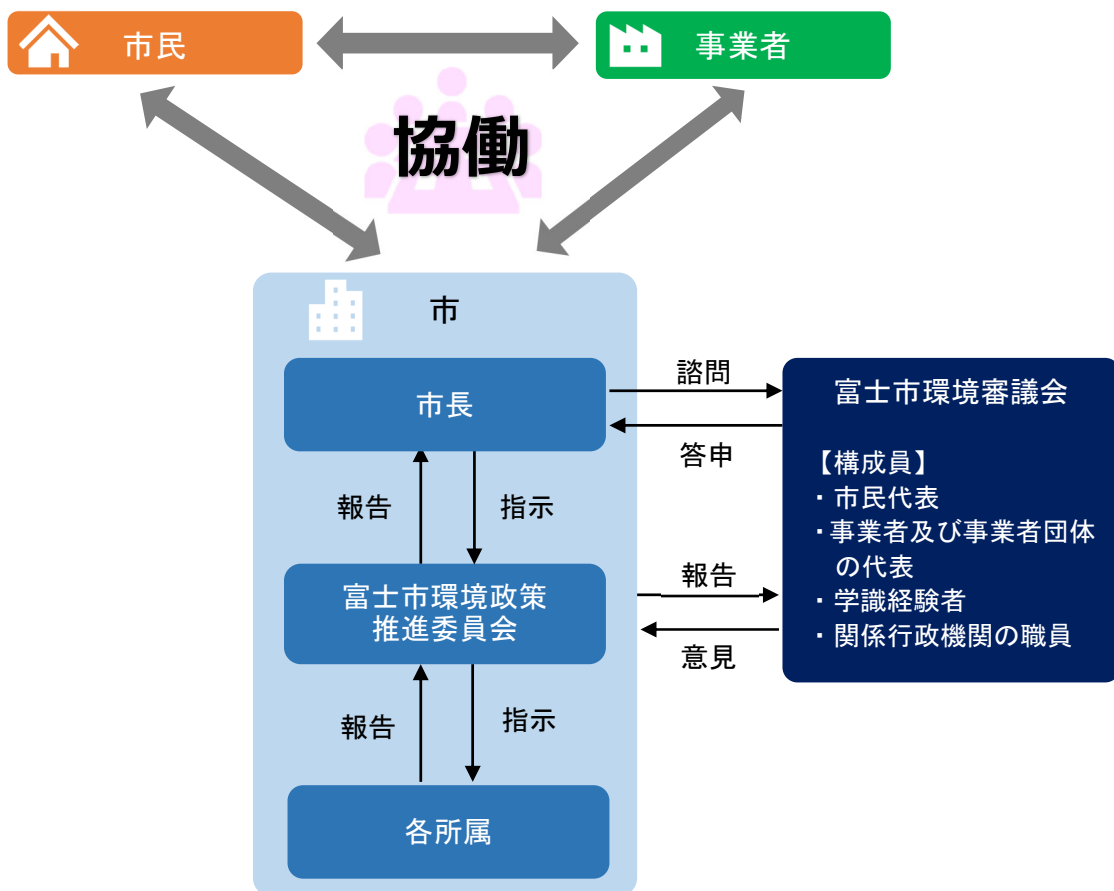 市民
事業者
協働
市
市長
諮問
答申
富士市環境審議会
【構成員】
・市民代表
・事業者及び事業者団体
の代表
・学識経験者
・関係行政機関の職員
報告
指示
富士市環境政策
推進委員会
報告
意見
報告
指示
各所属